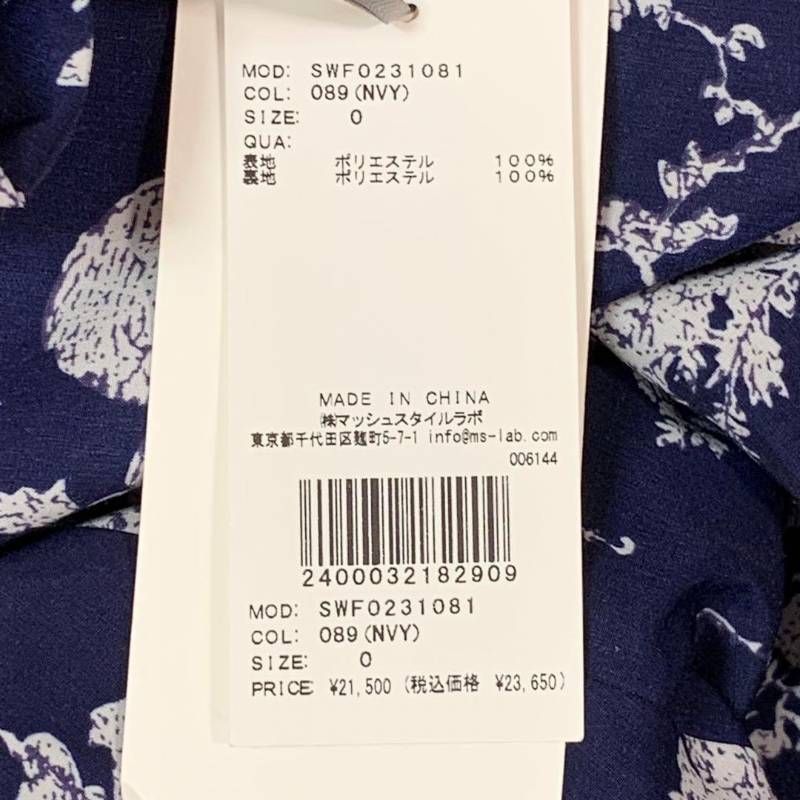 MOD: SWF0231081
COL: 089(NVY)
SIZE: 0
QUA:
表地 ポリエステル 100%
裏地 ポリエステル 100%
MADE IN CHINA
㈱マッシュスタイルラボ
東京都千代田区麹町5-7-1 info@ms-lab.com
006144
2400032182909
MOD: SWF0231081
COL: 089(NVY)
SIZE: 0
PRICE: ¥21,500 (税込価格 ¥23,650)